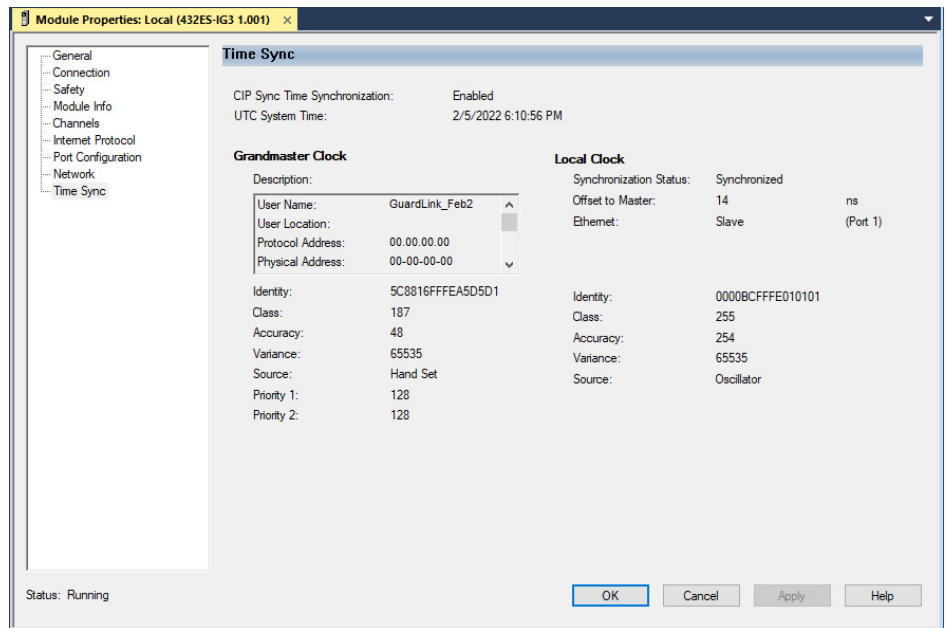 Module Properties: Local (432ES-IG3 1.001) ×
General
Connection
Safety
Module Info
Channels
Internet Protocol
Port Configuration
Network
Time Sync
Time Sync
CIP Sync Time Synchronization: Enabled
UTC System Time: 2/5/2022 6:10:56 PM
Grandmaster Clock
Description:
User Name: GuardLink_Feb2
User Location:
Protocol Address: 00.00.00.00
Physical Address: 00-00-00-00
Identity: 5C8816FFFEA5D5D1
Class: 187
Accuracy: 48
Variance: 65535
Source: Hand Set
Priority 1: 128
Priority 2: 128
Local Clock
Synchronization Status: Synchronized
Offset to Master: 14 ns
Ethernet: Slave (Port 1)
Identity: 0000BCFFFE010101
Class: 255
Accuracy: 254
Variance: 65535
Source: Oscillator
Status: Running
OK Cancel Apply Help